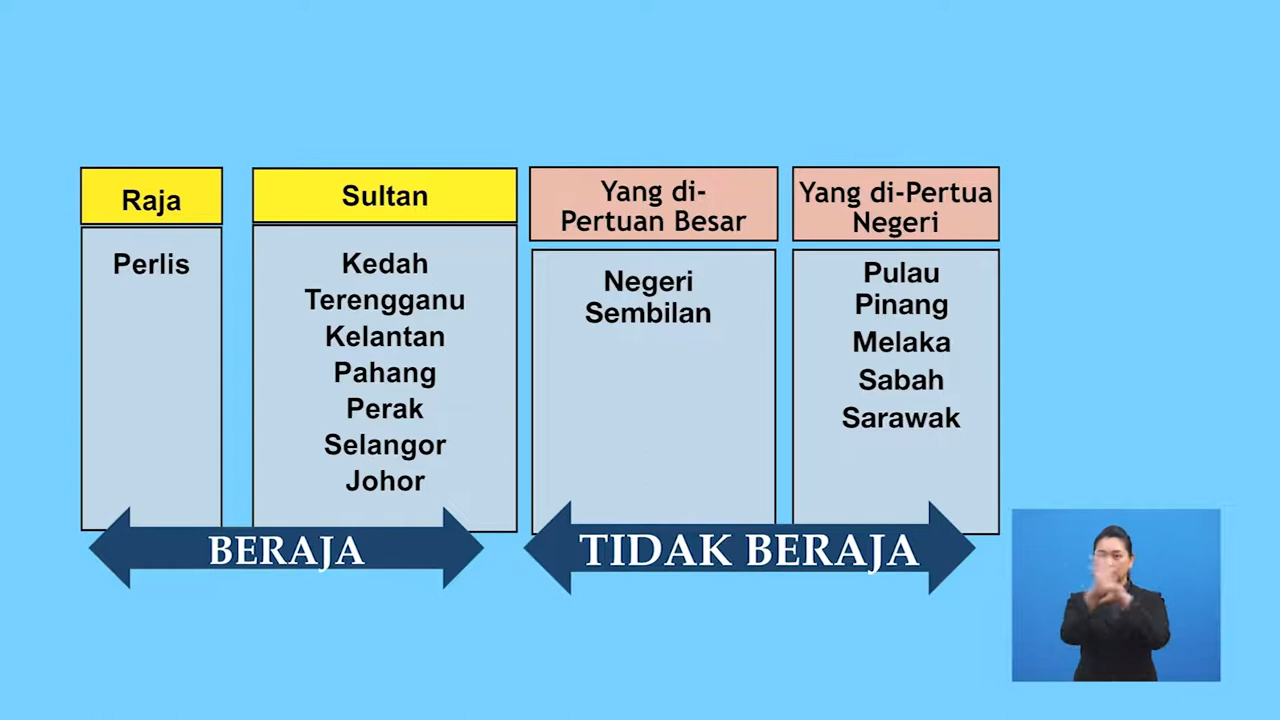 Raja
Perlis
Sultan
Kedah
Terengganu
Kelantan
Pahang
Perak
Selangor
Johor
Yang di-
Pertuan Besar
Negeri
Sembilan
Yang di-Pertua
Negeri
Pulau
Pinang
Melaka
Sabah
Sarawak
BERAJA
TIDAK BERAJA